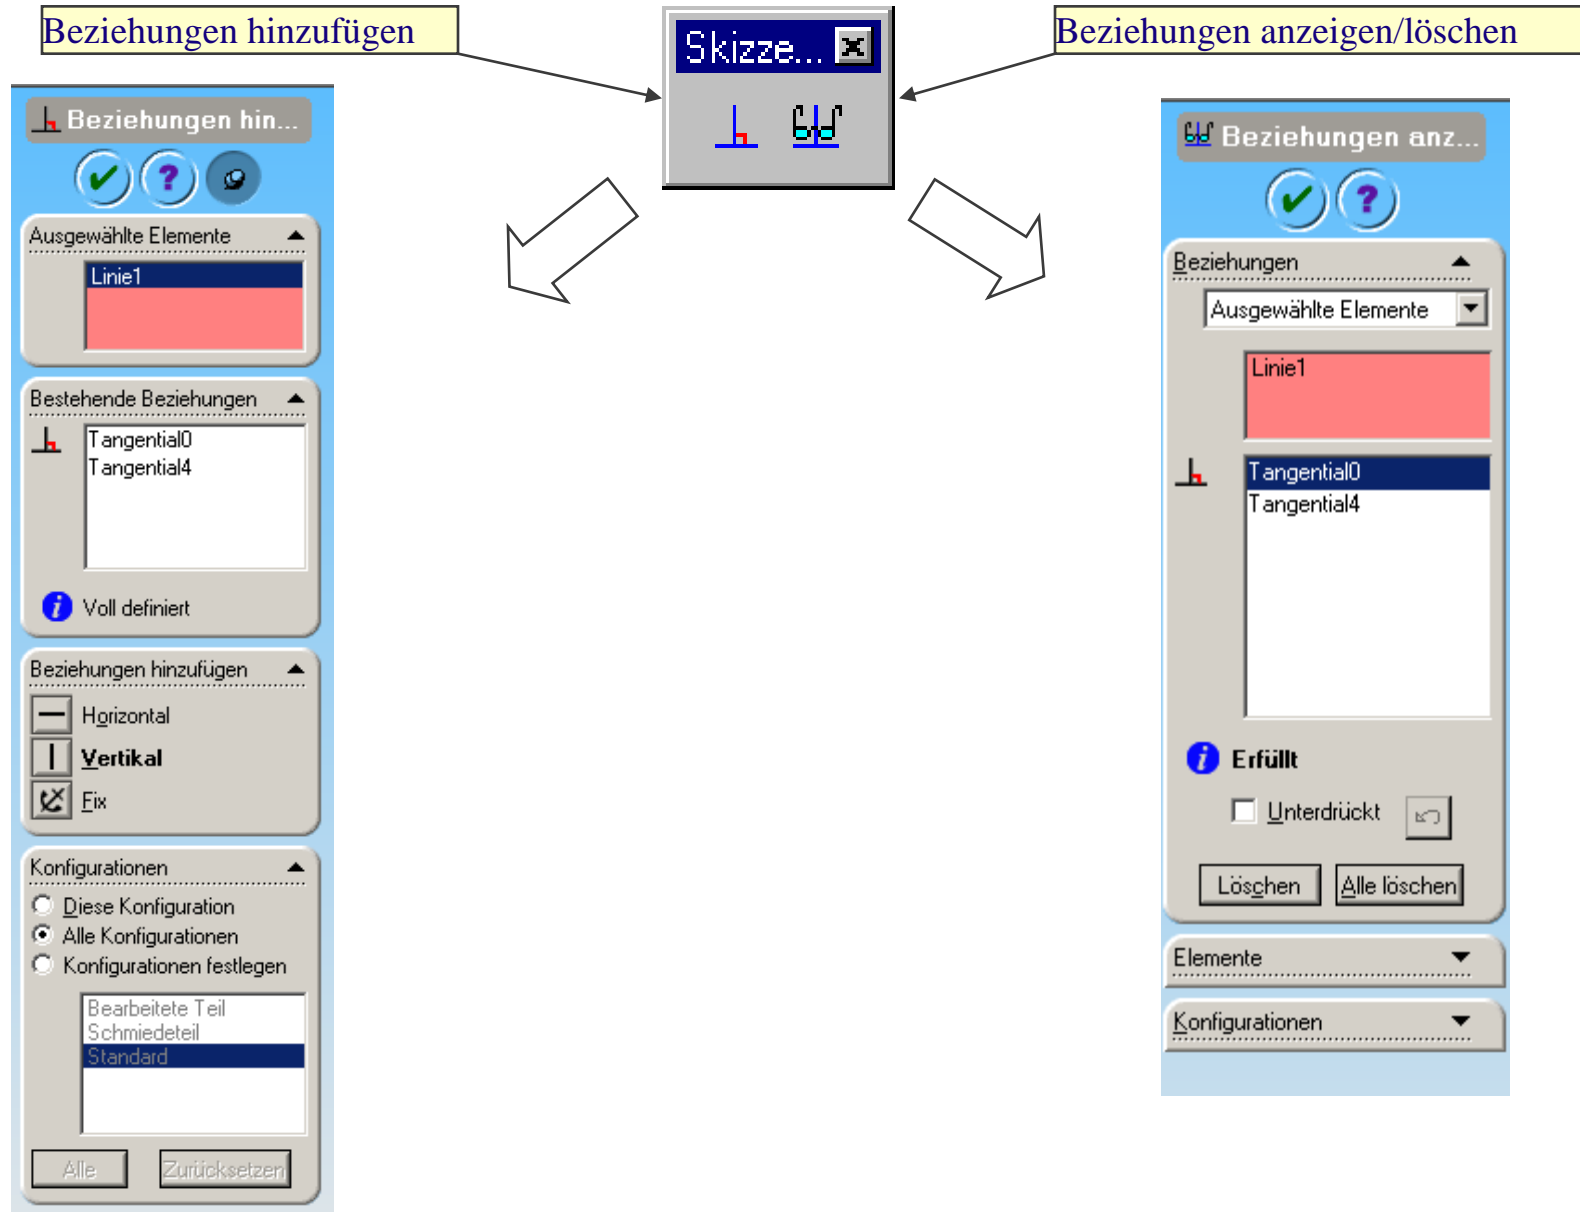 Beziehungen hinzufügen
Skizze...
Beziehungen anzeigen/löschen
Beziehungen hin...
?
Ausgewählte Elemente
Linie1
Bestehende Beziehungen
Tangential0
Tangential4
i Voll definiert
Beziehungen hinzufügen
Horizontal
Vertikal
Fix
Konfigurationen
Diese Konfiguration
Alle Konfigurationen
Konfigurationen festlegen
Bearbeitete Teil
Schmiedeteil
Standard
Alle Zurücksetzen
Beziehungen anz...
?
Beziehungen
Ausgewählte Elemente
Linie1
Tangential0
Tangential4
i Erfüllt
Unterdrückt
Löschen Alle löschen
Elemente
Konfigurationen